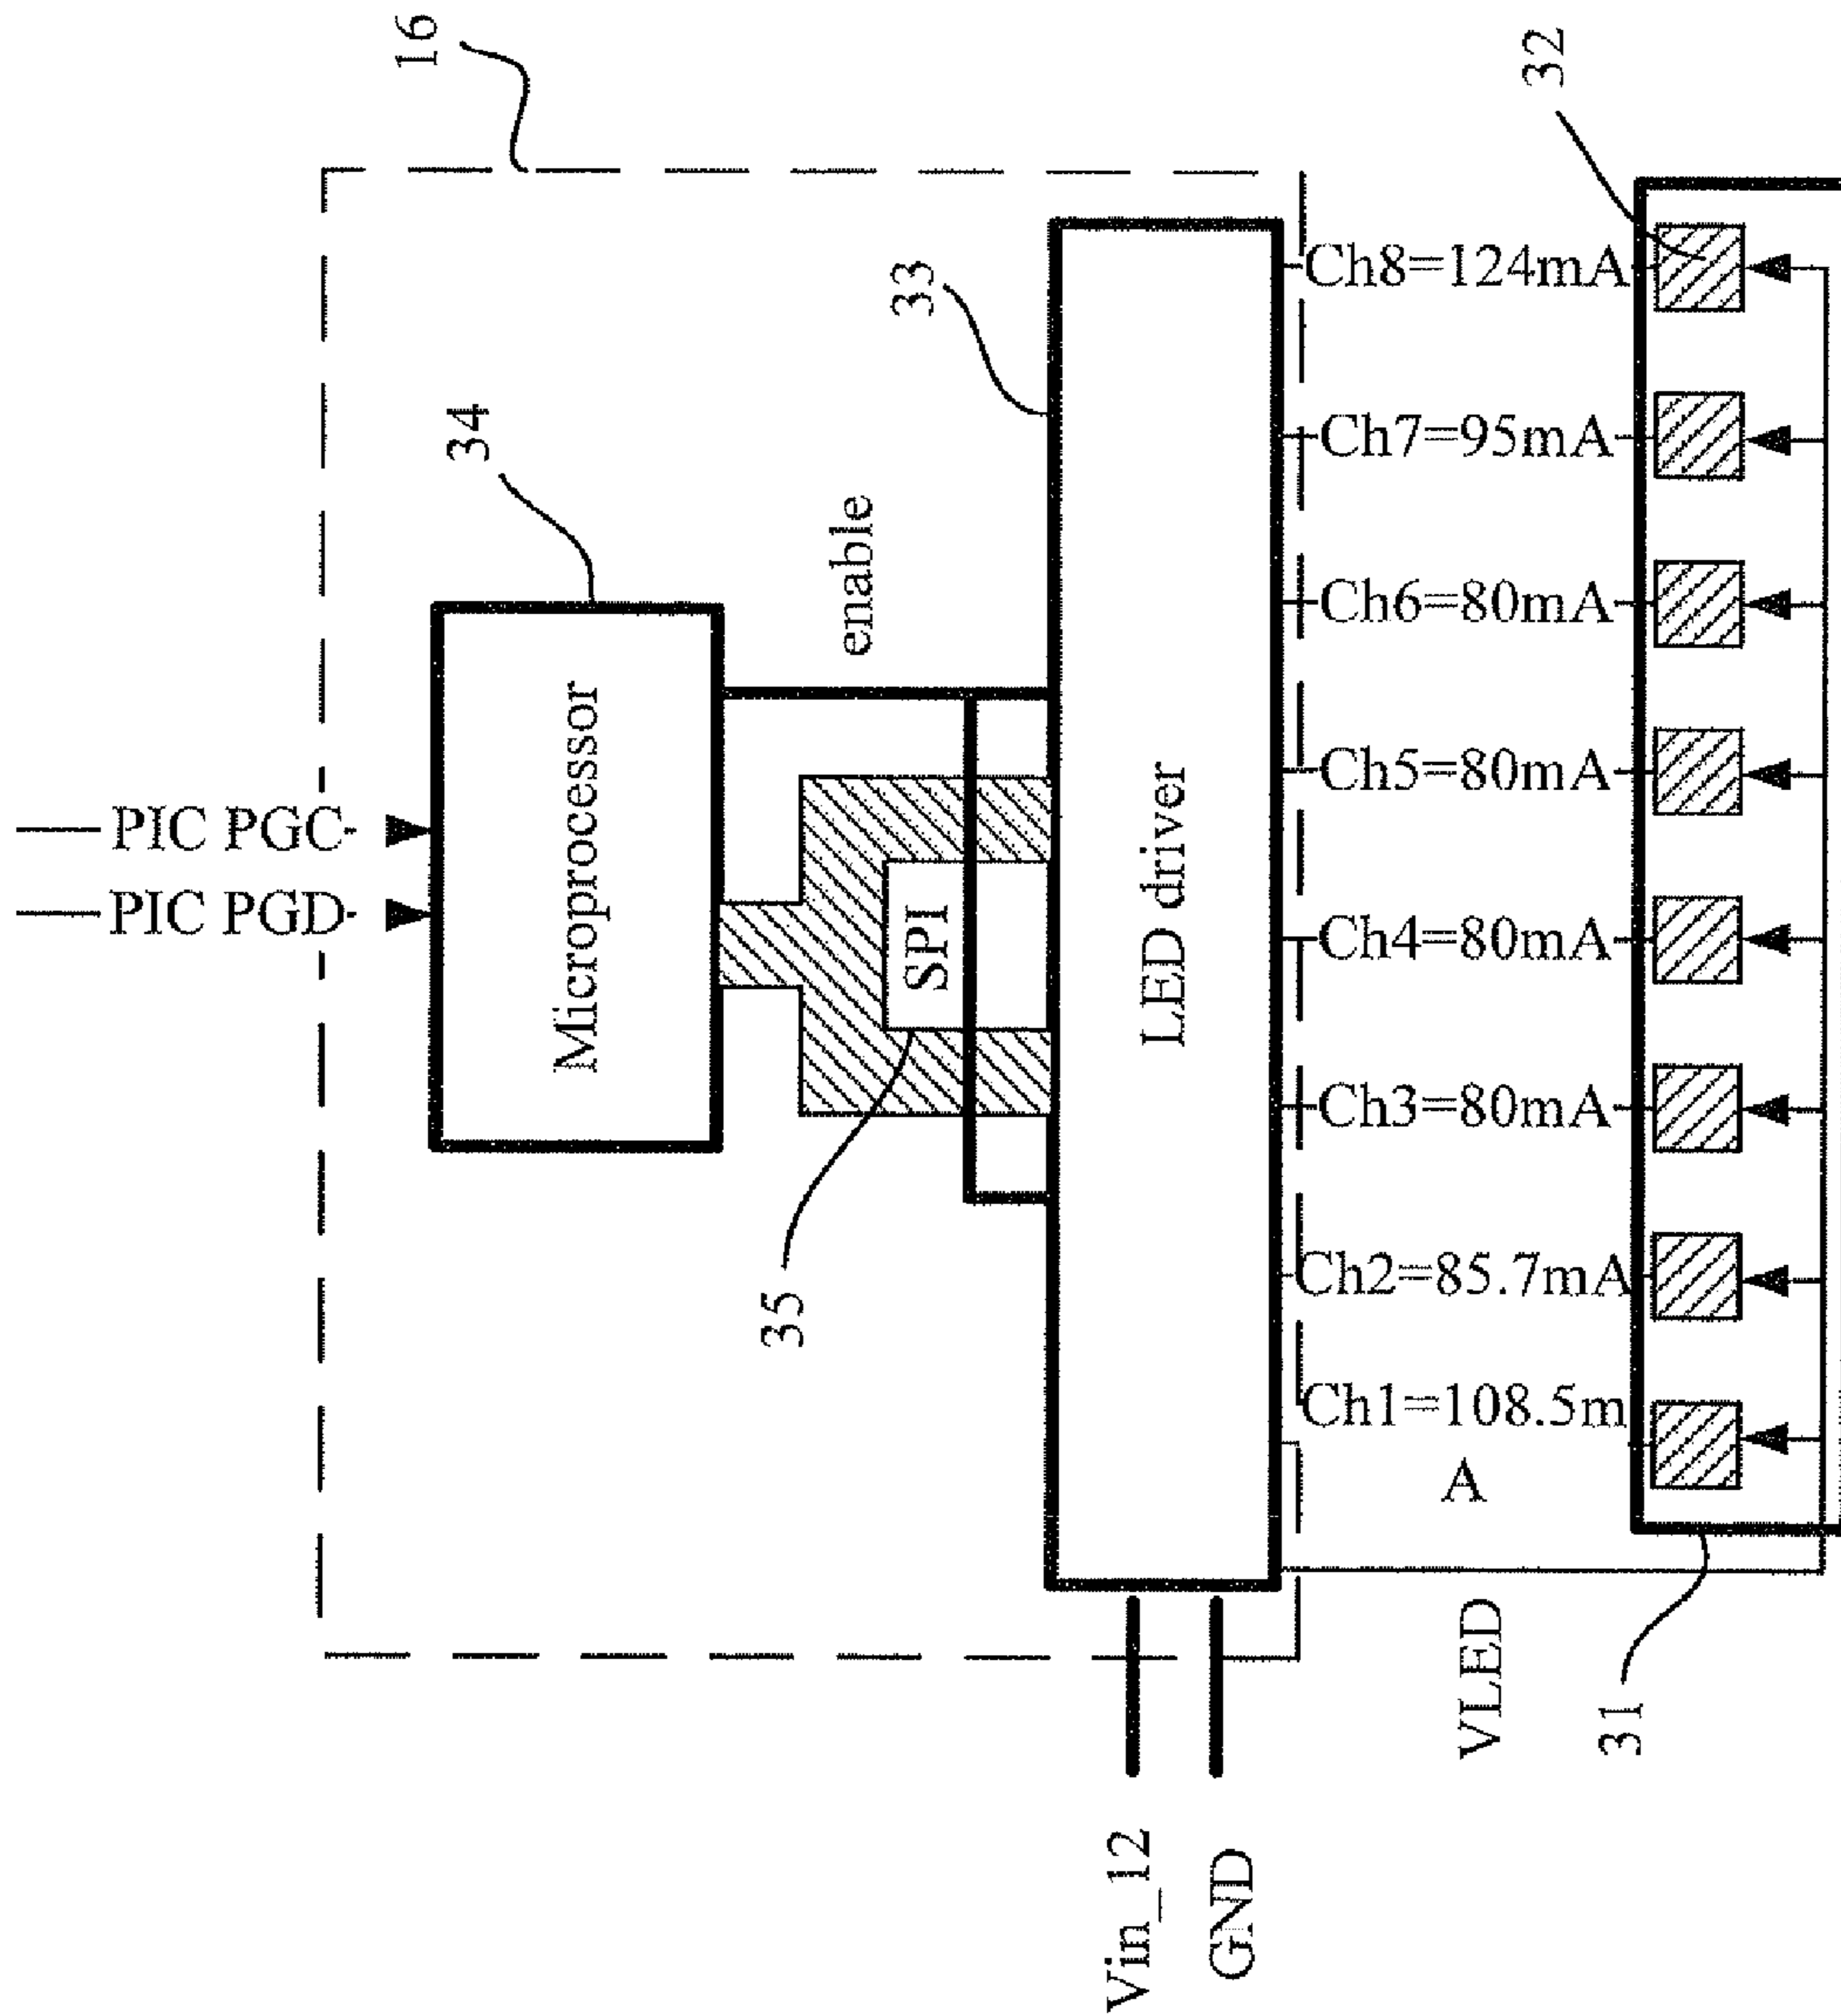 16
PIC PGC
PIC PGD
34
Microprocessor
enable
33
SPI
35
LED driver
Vin_12
GND
Ch8=124mA
Ch7=95mA
Ch6=80mA
Ch5=80mA
Ch4=80mA
Ch3=80mA
Ch2=85.7mA
Ch1=108.5m
A
VLED
32
31